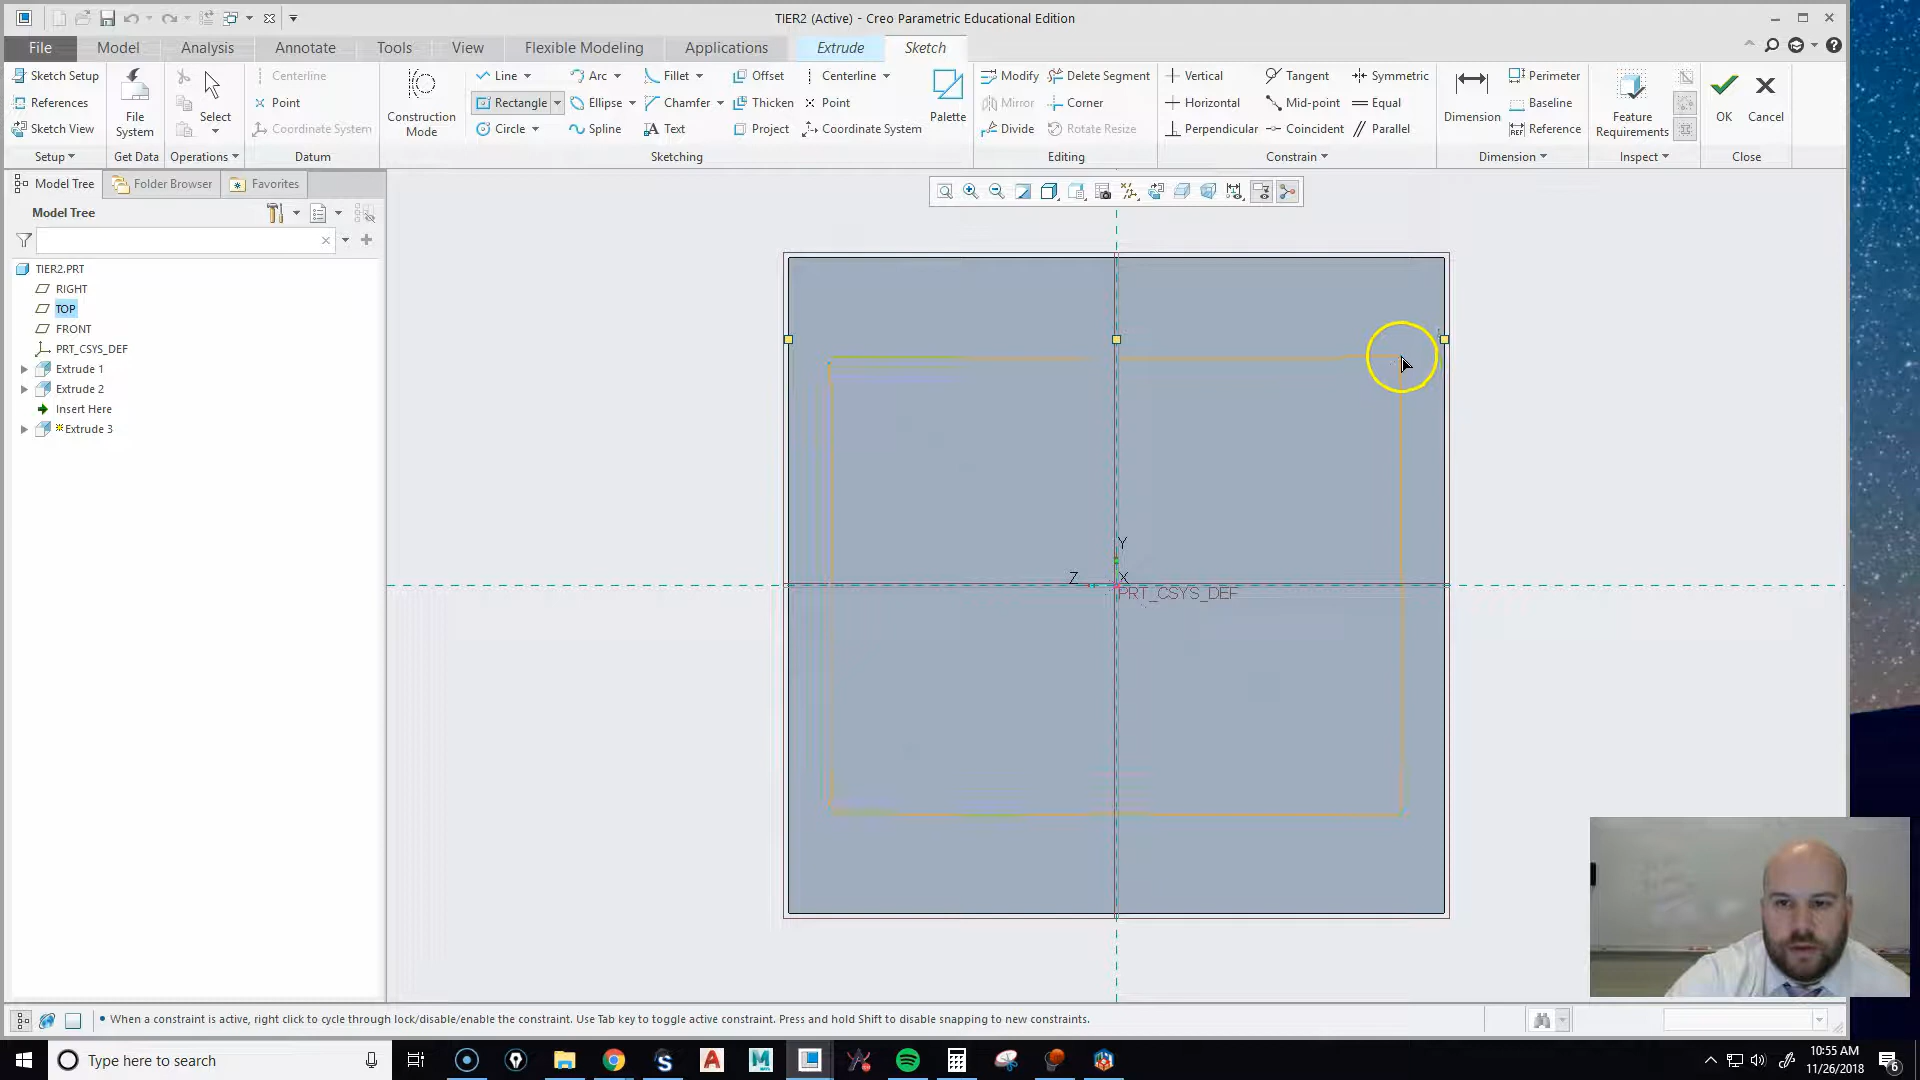 TIER2 (Active) - Creo Parametric Educational Edition
File Model Analysis Annotate Tools View Flexible Modeling Applications Extrude Sketch
Sketch Setup Centerline Line Arc Fillet Offset Centerline Modify Delete Segment Vertical Tangent Symmetric Perimeter
References Point Rectangle Ellipse Chamfer Thicken Point Mirror Corner Horizontal Mid-point Equal Baseline
File System Select Construction Mode Palette Dimension Feature Requirements OK Cancel
Sketch View Coordinate System Circle Spline Text Project Coordinate System Divide Rotate Resize Perpendicular Coincident Parallel REF Reference
Setup Get Data Operations Datum Sketching Editing Constrain Dimension Inspect Close
Model Tree Folder Browser Favorites
Model Tree
TIER2.PRT
RIGHT
TOP
FRONT
PRT_CSYS_DEF
Extrude 1
Extrude 2
Insert Here
Extrude 3
Y
Z X
PRT_CSYS_DEF
• When a constraint is active, right click to cycle through lock/disable/enable the constraint. Use Tab key to toggle active constraint. Press and hold Shift to disable snapping to new constraints.
Type here to search
10:55 AM
11/26/2018
6